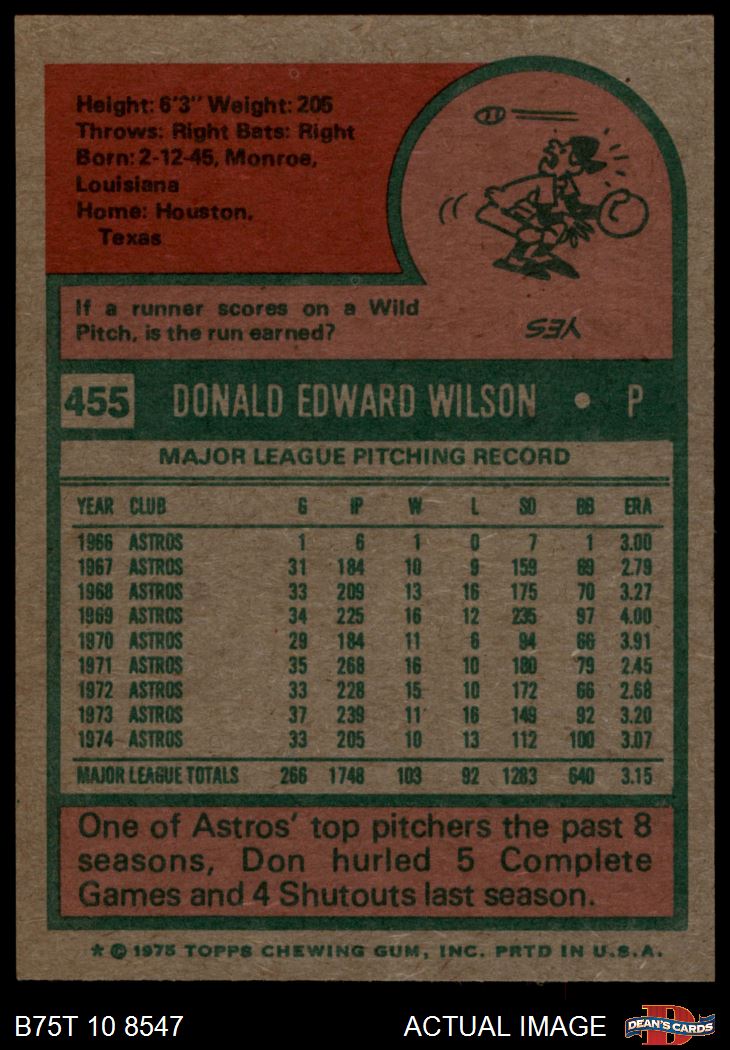 Height: 6'3" Weight: 205
Throws: Right Bats: Right
Born: 2-12-45, Monroe,
Louisiana
Home: Houston,
Texas
If a runner scores on a Wild
Pitch, is the run earned?
YES
455 DONALD EDWARD WILSON • P
MAJOR LEAGUE PITCHING RECORD
YEAR CLUB G IP W L SO BB ERA
1966 ASTROS 1 6 1 0 7 1 3.00
1967 ASTROS 31 184 10 9 159 69 2.79
1968 ASTROS 33 209 13 16 175 70 3.27
1969 ASTROS 34 225 16 12 235 97 4.00
1970 ASTROS 29 184 11 6 94 66 3.91
1971 ASTROS 35 268 16 10 180 79 2.45
1972 ASTROS 33 228 15 10 172 66 2.68
1973 ASTROS 37 239 11 16 149 92 3.20
1974 ASTROS 33 205 10 13 112 100 3.07
MAJOR LEAGUE TOTALS 266 1748 103 92 1283 640 3.15
One of Astros' top pitchers the past 8
seasons, Don hurled 5 Complete
Games and 4 Shutouts last season.
* © 1975 TOPPS CHEWING GUM, INC. PRTD IN U.S.A.
B75T 10 8547 ACTUAL IMAGE D DEAN'S CARDS